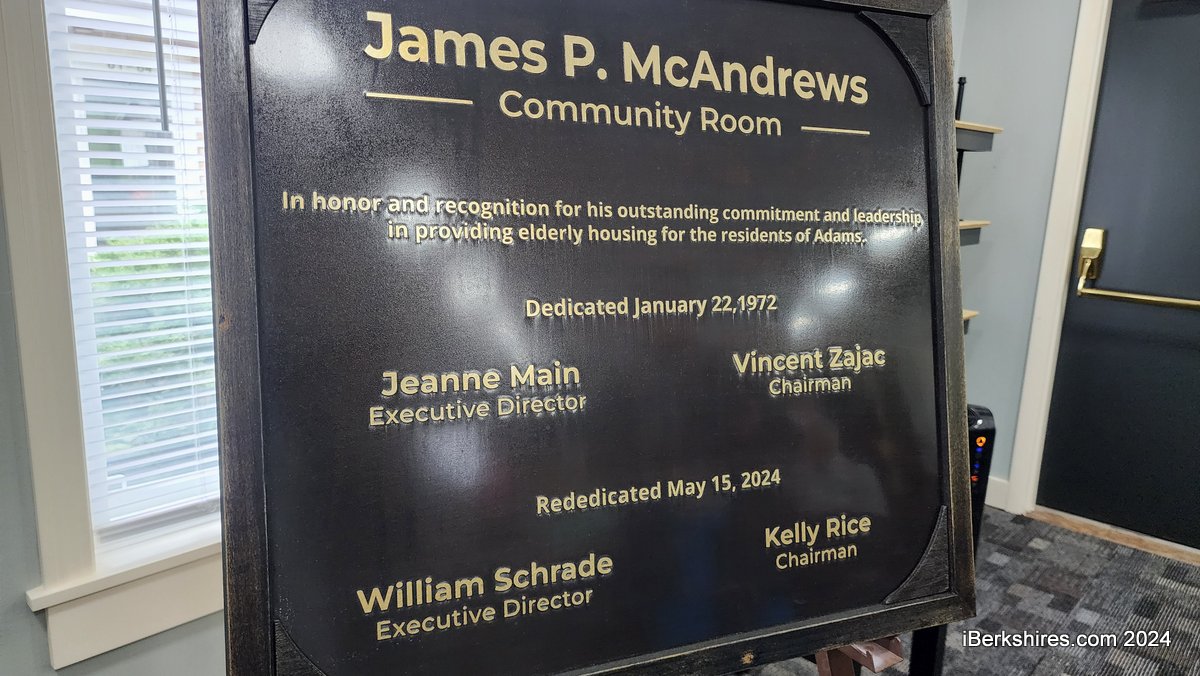 James P. McAndrews
Community Room
In honor and recognition for his outstanding commitment and leadership,
in providing elderly housing for the residents of Adams.
Dedicated January 22,1972
Jeanne Main
Executive Director
Vincent Zajac
Chairman
Rededicated May 15, 2024
William Schrade
Executive Director
Kelly Rice
Chairman
iBerkshires.com 2024